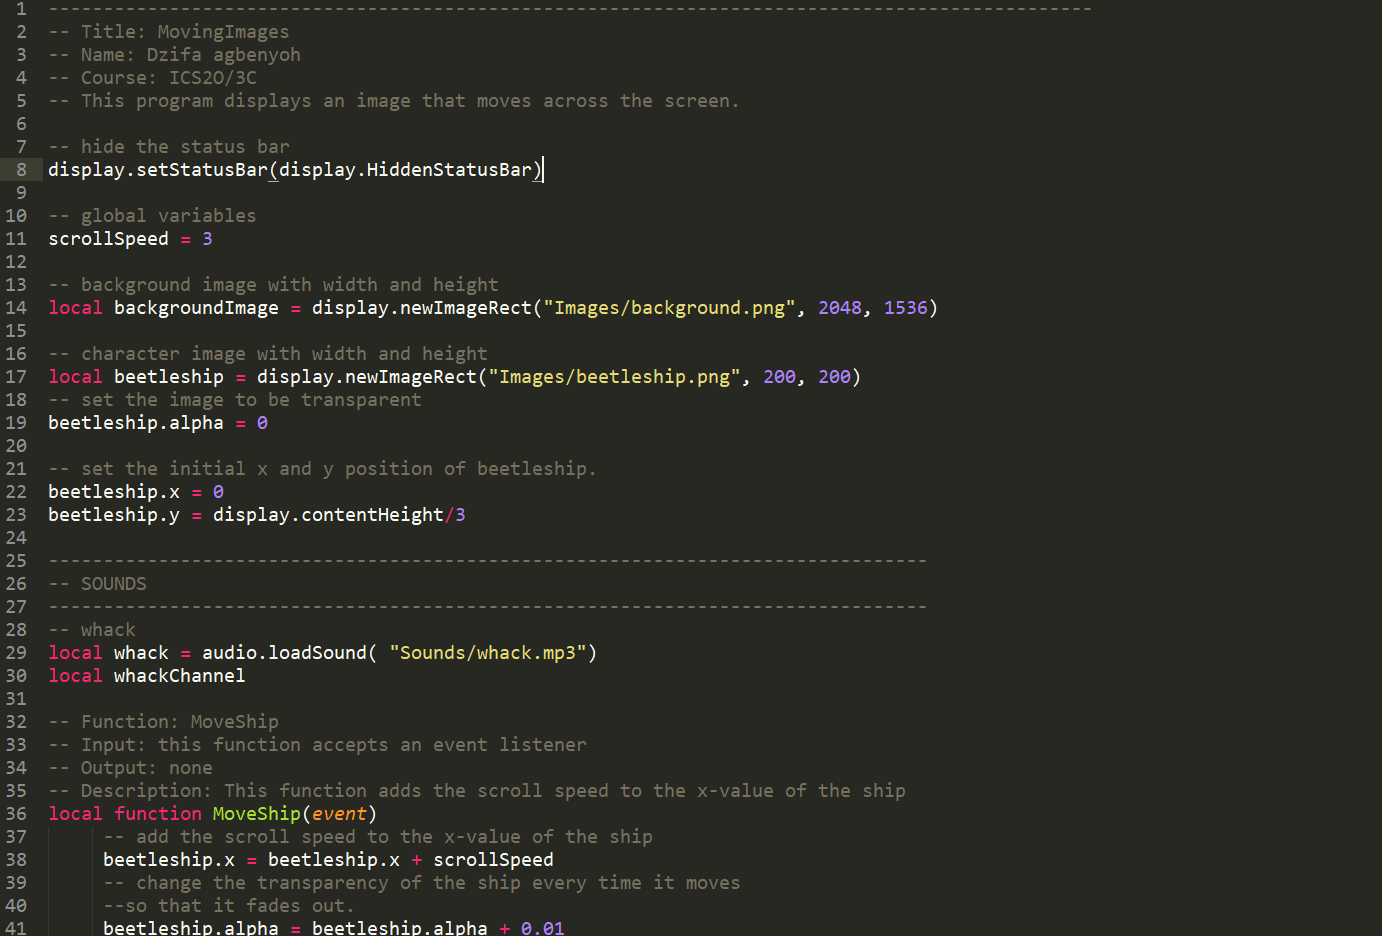 1 -----------------------------------------------------------------------------------------------
2 -- Title: MovingImages
3 -- Name: Dzifa agbenyoh
4 -- Course: ICS2O/3C
5 -- This program displays an image that moves across the screen.
6
7 -- hide the status bar
8 display.setStatusBar(display.HiddenStatusBar)
9
10 -- global variables
11 scrollSpeed = 3
12
13 -- background image with width and height
14 local backgroundImage = display.newImageRect("Images/background.png", 2048, 1536)
15
16 -- character image with width and height
17 local beetleship = display.newImageRect("Images/beetleship.png", 200, 200)
18 -- set the image to be transparent
19 beetleship.alpha = 0
20
21 -- set the initial x and y position of beetleship.
22 beetleship.x = 0
23 beetleship.y = display.contentHeight/3
24
25 --------------------------------------------------------------------------------
26 -- SOUNDS
27 --------------------------------------------------------------------------------
28 -- whack
29 local whack = audio.loadSound( "Sounds/whack.mp3")
30 local whackChannel
31
32 -- Function: MoveShip
33 -- Input: this function accepts an event listener
34 -- Output: none
35 -- Description: This function adds the scroll speed to the x-value of the ship
36 local function MoveShip(event)
37 -- add the scroll speed to the x-value of the ship
38 beetleship.x = beetleship.x + scrollSpeed
39 -- change the transparency of the ship every time it moves
40 --so that it fades out.
41 beetleship.alpha = beetleship.alpha + 0.01